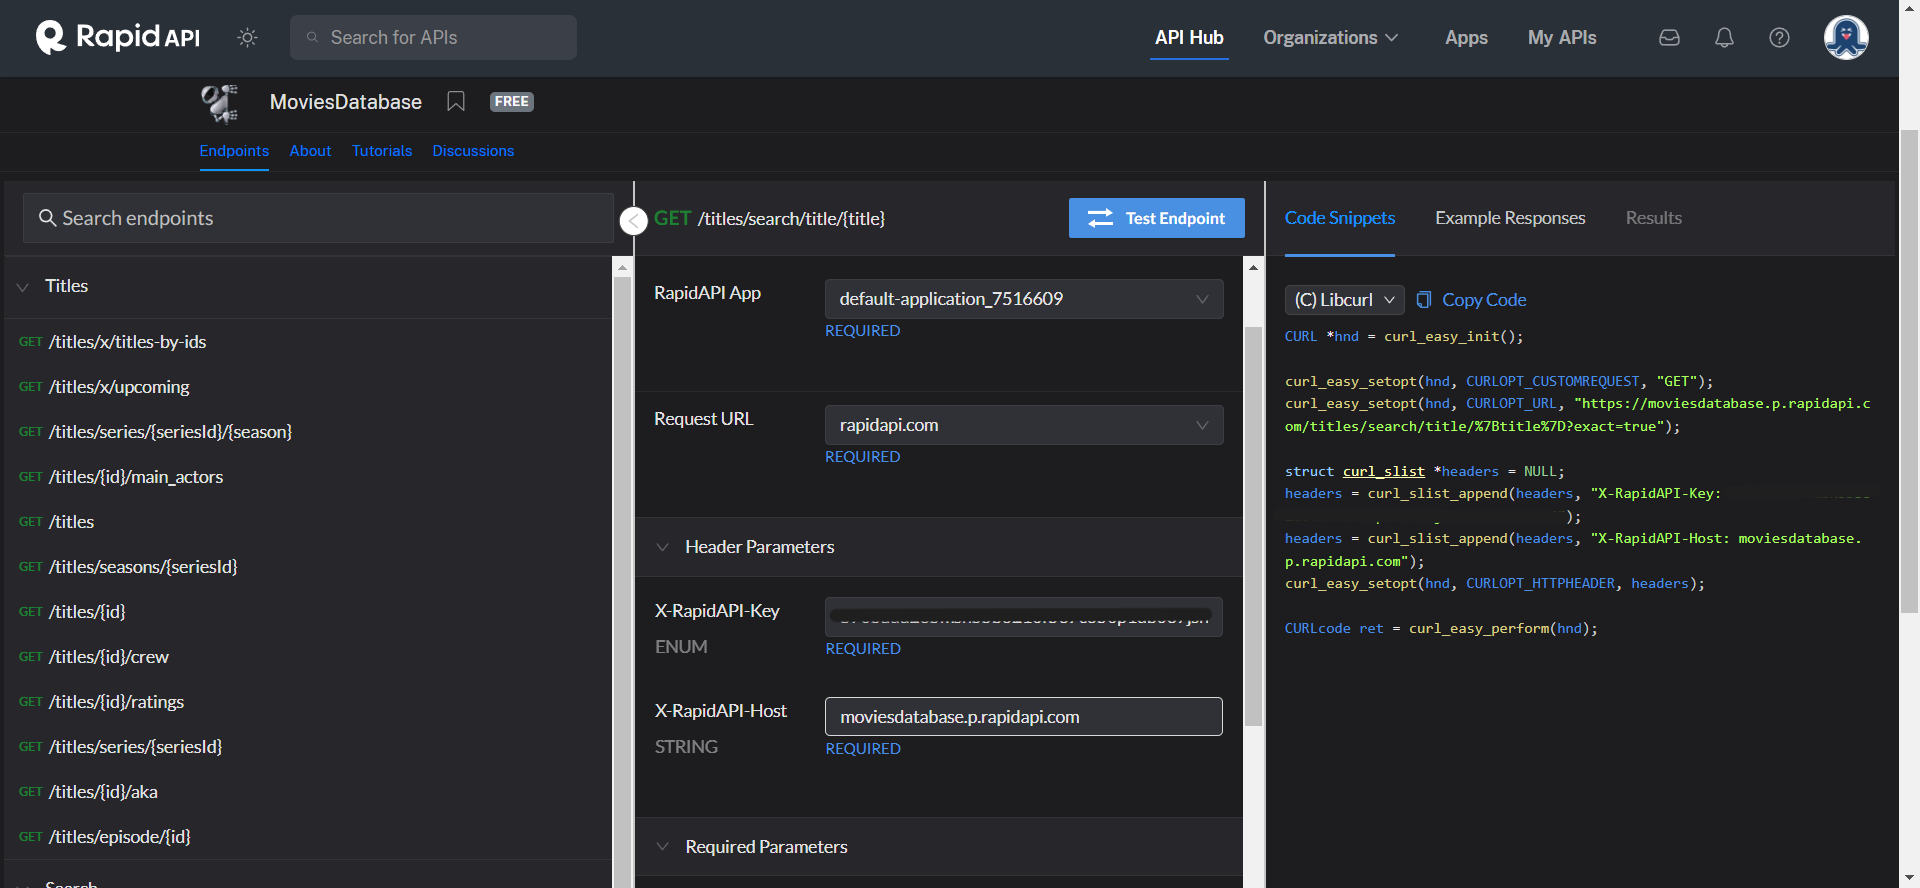 Rapid API
Search for APIs
API Hub
Organizations
Apps
My APIs
MoviesDatabase
FREE
Endpoints
About
Tutorials
Discussions
Search endpoints
Titles
GET /titles/x/titles-by-ids
GET /titles/x/upcoming
GET /titles/series/{seriesId}/{season}
GET /titles/{id}/main_actors
GET /titles
GET /titles/seasons/{seriesId}
GET /titles/{id}
GET /titles/{id}/crew
GET /titles/{id}/ratings
GET /titles/series/{seriesId}
GET /titles/{id}/aka
GET /titles/episode/{id}
Search
GET /titles/search/title/{title}
Test Endpoint
RapidAPI App
default-application_7516609
REQUIRED
Request URL
rapidapi.com
REQUIRED
Header Parameters
X-RapidAPI-Key
ENUM
REQUIRED
X-RapidAPI-Host
moviesdatabase.p.rapidapi.com
STRING
REQUIRED
Required Parameters
Code Snippets
Example Responses
Results
(C) Libcurl
Copy Code
CURL *hnd = curl_easy_init();
curl_easy_setopt(hnd, CURLOPT_CUSTOMREQUEST, "GET");
curl_easy_setopt(hnd, CURLOPT_URL, "https://moviesdatabase.p.rapidapi.c
om/titles/search/title/%7Btitle%7D?exact=true");
struct curl_slist *headers = NULL;
headers = curl_slist_append(headers, "X-RapidAPI-Key:
");
headers = curl_slist_append(headers, "X-RapidAPI-Host: moviesdatabase.
p.rapidapi.com");
curl_easy_setopt(hnd, CURLOPT_HTTPHEADER, headers);
CURLcode ret = curl_easy_perform(hnd);